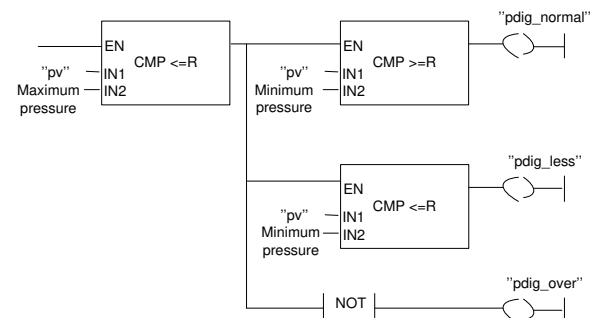 "pdig_normal"
EN
CMP <=R
"pv"
IN1
Maximum
IN2
pressure
EN
CMP >=R
"pv"
IN1
Minimum
IN2
pressure
"pdig_less"
EN
CMP <=R
"pv"
IN1
Minimum
IN2
pressure
"pdig_over"
NOT